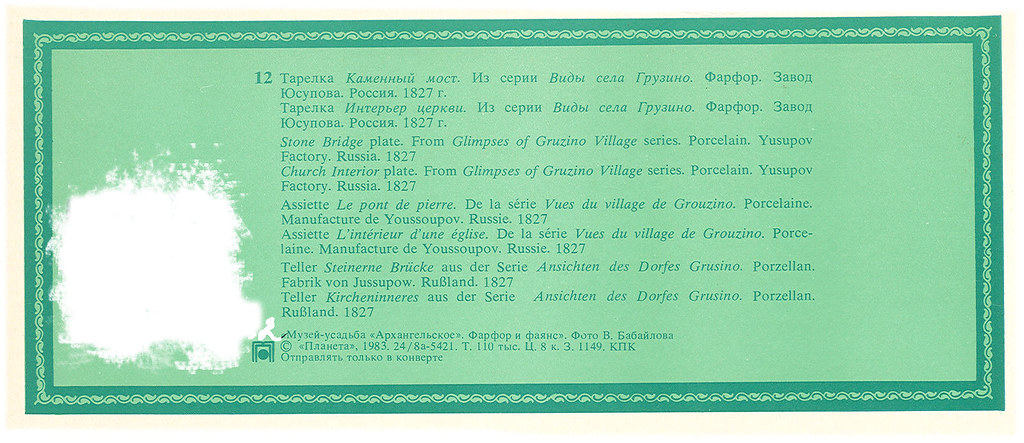 12 Тарелка Каменный мост. Из серии Виды села Грузино. Фарфор. Завод
Юсупова. Россия. 1827 г.
Тарелка Интерьер церкви. Из серии Виды села Грузино. Фарфор. Завод
Юсупова. Россия. 1827 г.
Stone Bridge plate. From Glimpses of Gruzino Village series. Porcelain. Yusupov
Factory. Russia. 1827
Church Interior plate. From Glimpses of Gruzino Village series. Porcelain. Yusupov
Factory. Russia. 1827
Assiette Le pont de pierre. De la série Vues du village de Grouzino. Porcelaine.
Manufacture de Youssoupov. Russie. 1827
Assiette L'intérieur d'une église. De la série Vues du village de Grouzino. Porce-
laine. Manufacture de Youssoupov. Russie. 1827
Teller Steinerne Brücke aus der Serie Ansichten des Dorfes Grusino. Porzellan.
Fabrik von Jussupow. Rußland. 1827
Teller Kircheninneres aus der Serie Ansichten des Dorfes Grusino. Porzellan.
Rußland. 1827
Музей-усадьба «Архангельское». Фарфор и фаянс». Фото В. Бабайлова
© «Планета», 1983. 24/8а-5421. Т. 110 тыс. Ц. 8 к. З. 1149. КПК
Отправлять только в конверте